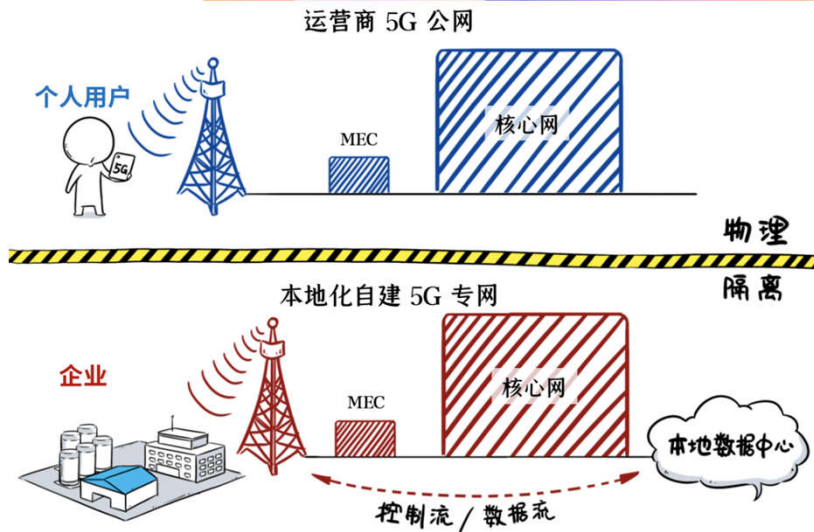 运营商 5G 公网
个人用户
5G
MEC
核心网
物理
隔离
本地化自建 5G 专网
企业
MEC
核心网
本地数据中心
控制流 / 数据流